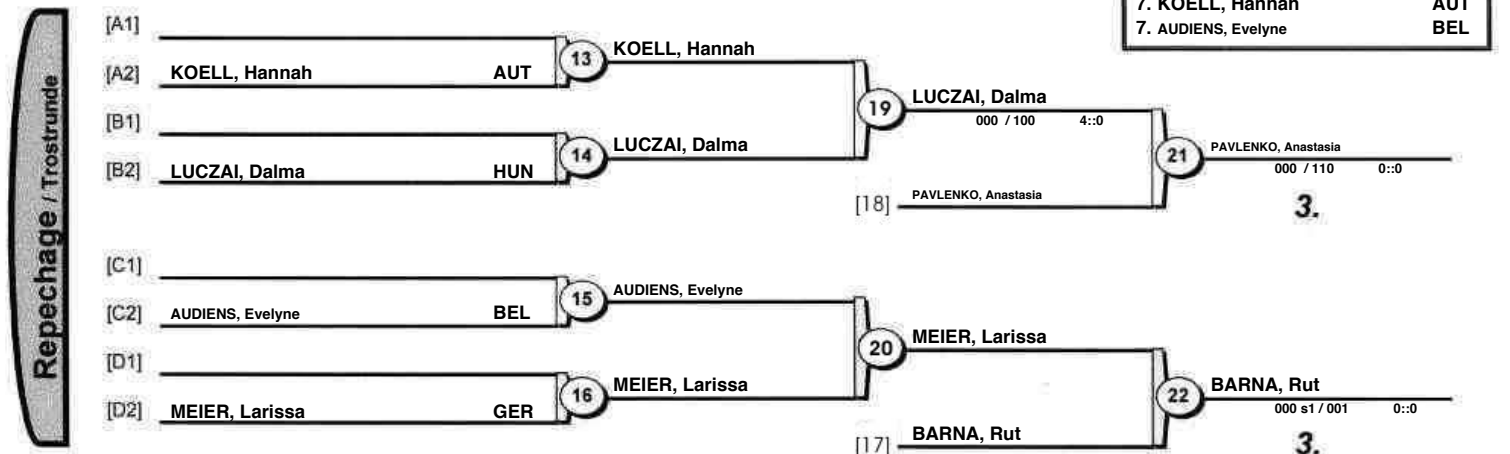 7. KOELL, Hannah AUT
7. AUDIENS, Evelyne BEL
Repechage / Trostrunde
[A1]
[A2] KOELL, Hannah AUT
13 KOELL, Hannah
[B1]
[B2] LUCZAI, Dalma HUN
14 LUCZAI, Dalma
19 LUCZAI, Dalma
000 / 100 4::0
[18] PAVLENKO, Anastasia
21 PAVLENKO, Anastasia
000 / 110 0::0
3.
[C1]
[C2] AUDIENS, Evelyne BEL
15 AUDIENS, Evelyne
[D1]
[D2] MEIER, Larissa GER
16 MEIER, Larissa
20 MEIER, Larissa
[17] BARNA, Rut
22 BARNA, Rut
000 s1 / 001 0::0
3.